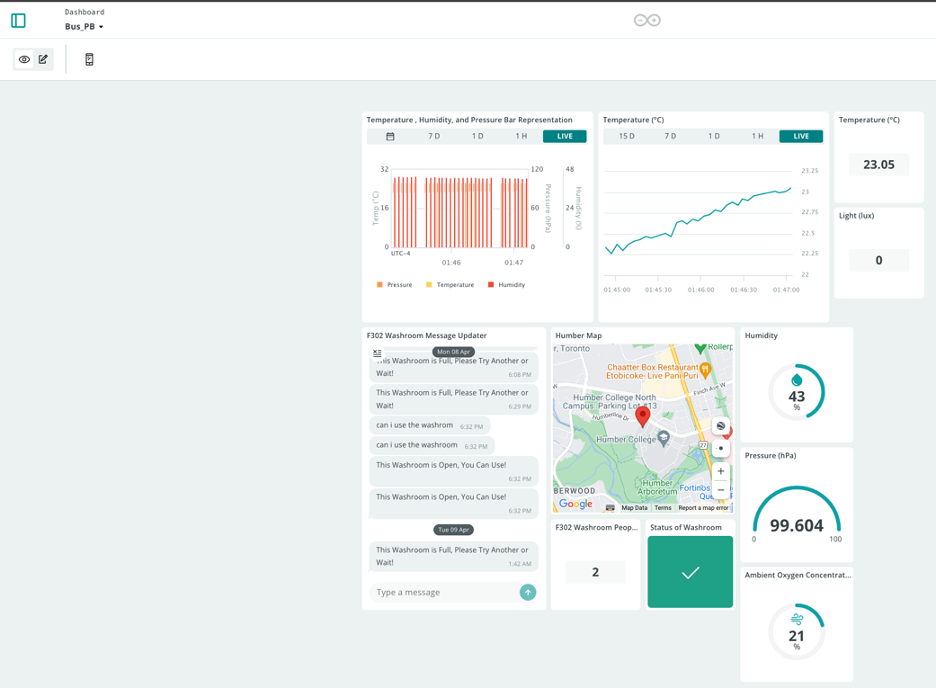 Dashboard
Bus_PB
Temperature , Humidity, and Pressure Bar Representation
7 D
1 D
1 H
LIVE
32
16
0
Temp (°C)
120
60
0
Pressure (hPa)
48
24
0
Humidity (%)
UTC-4
01:46
01:47
Pressure
Temperature
Humidity
Temperature (°C)
15 D
7 D
1 D
1 H
LIVE
23.25
23
22.75
22.5
22.25
22
01:45:00
01:45:30
01:46:00
01:46:30
01:47:00
Temperature (°C)
23.05
Light (lux)
0
F302 Washroom Message Updater
Mon 08 Apr
This Washroom is Full, Please Try Another or
Wait!
6:08 PM
This Washroom is Full, Please Try Another or
Wait!
6:29 PM
can i use the washrom
6:32 PM
can i use the washroom
6:32 PM
This Washroom is Open, You Can Use!
6:32 PM
This Washroom is Open, You Can Use!
6:32 PM
Tue 09 Apr
This Washroom is Full, Please Try Another or
Wait!
1:42 AM
Type a message
Humber Map
r, Toronto
Rollerp
Chaatter Box Restaurant
Etobicoke- Live Pani Puri
Finch Ave W
Humber College North
Campus. Parking Lot #13
Humberline Dr
Humber College
27
Humber
Arboretum
Fortinbs
Que
BERWOOD
Google
Map Data
Terms
Report a map error
F302 Washroom Peop...
2
Status of Washroom
Humidity
43
%
Pressure (hPa)
99.604
0
100
Ambient Oxygen Concentrat...
21
%